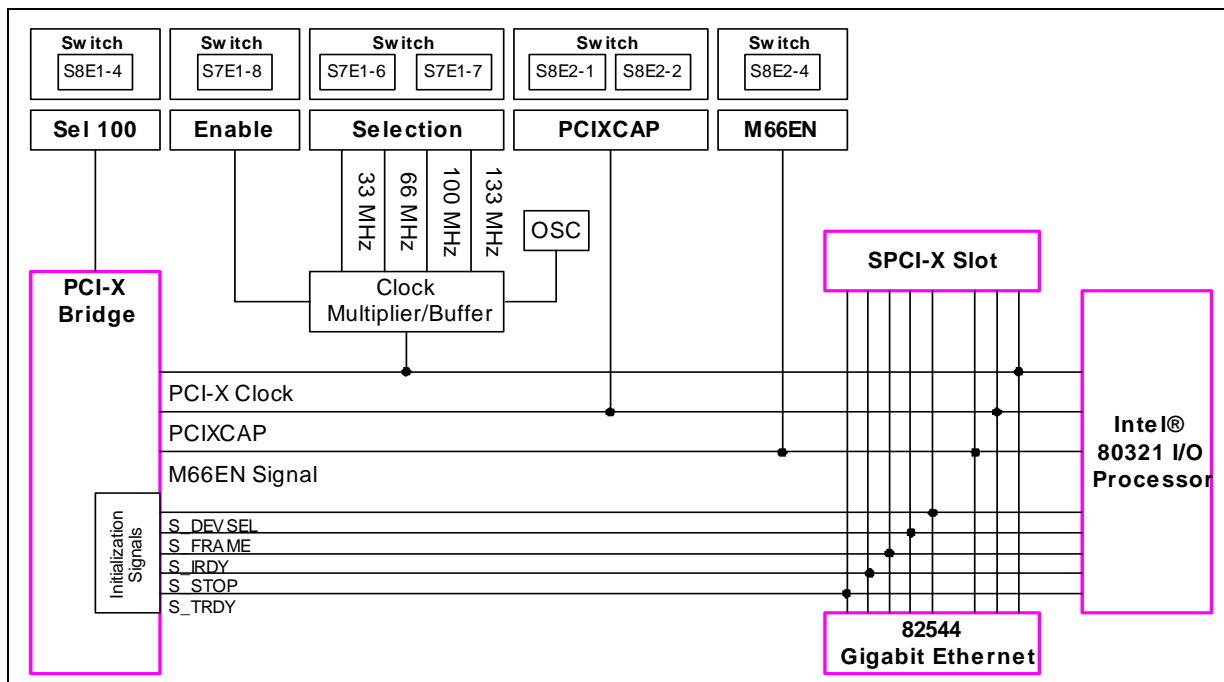 Switch
S8E1-4
Switch
S7E1-8
Switch
S7E1-6 S7E1-7
Switch
S8E2-1 S8E2-2
Switch
S8E2-4
Sel 100
Enable
Selection
PCIXCAP
M66EN
33 MHz
66 MHz
100 MHz
133 MHz
OSC
Clock
Multiplier/Buffer
PCI-X
Bridge
SPCI-X Slot
PCI-X Clock
PCIXCAP
M66EN Signal
Intel®
80321 I/O
Processor
Initialization
Signals
S_DEVSEL
S_FRAME
S_IRDY
S_STOP
S_TRDY
82544
Gigabit Ethernet